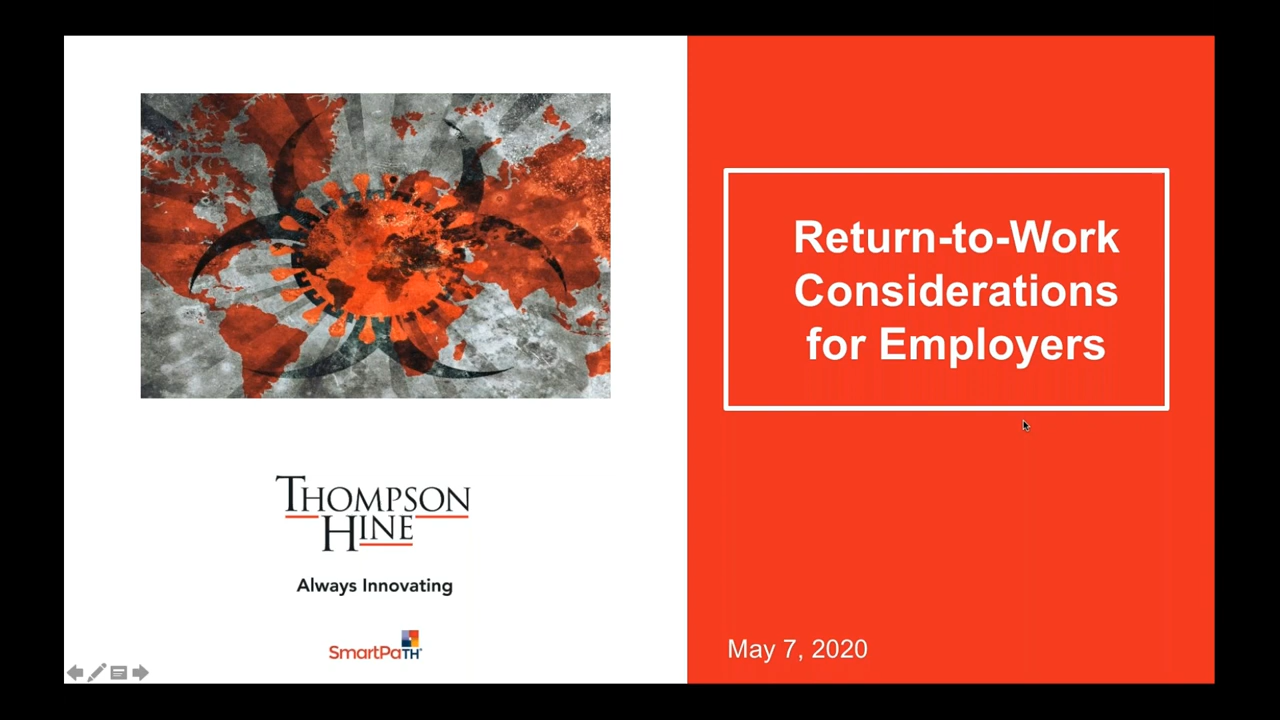 THOMPSON
HINE
Always Innovating
SmartPaTH
Return-to-Work
Considerations
for Employers
May 7, 2020